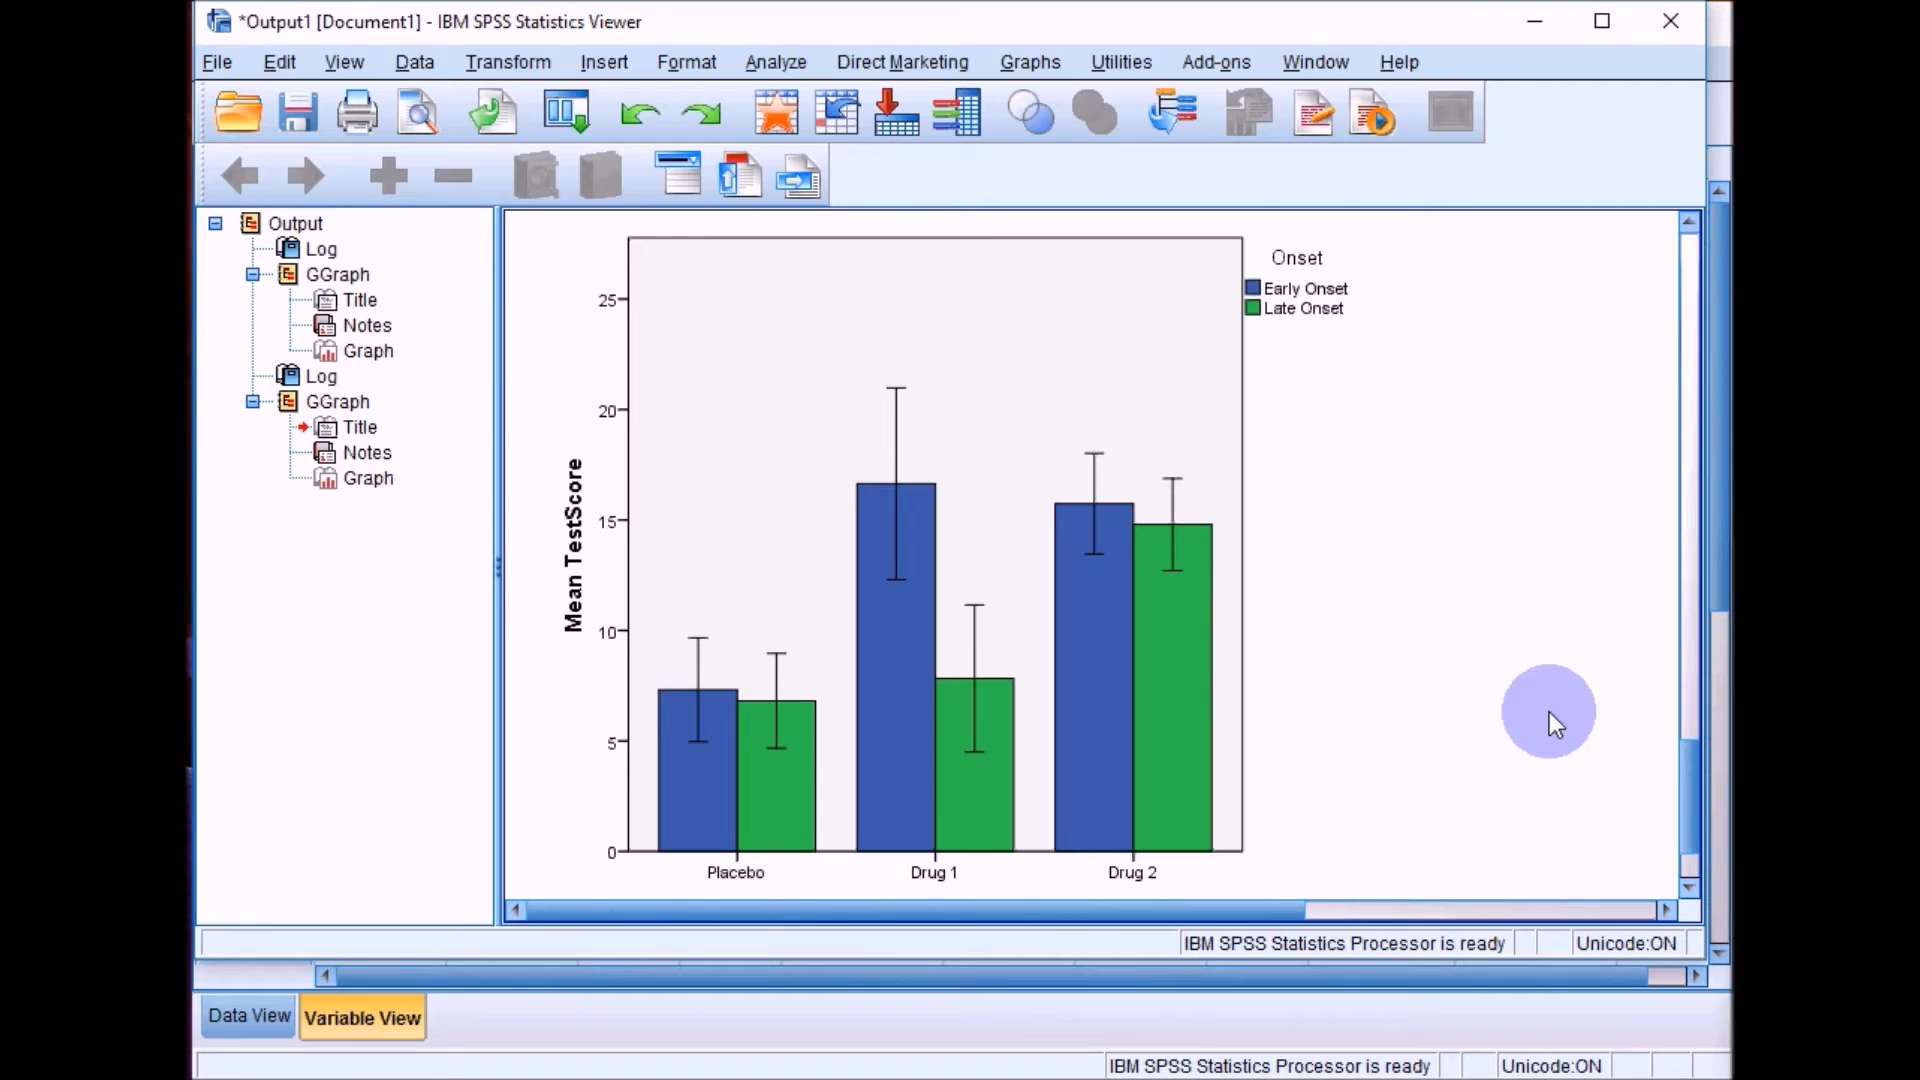 *Output1 [Document1] - IBM SPSS Statistics Viewer
File Edit View Data Transform Insert Format Analyze Direct Marketing Graphs Utilities Add-ons Window Help
Output
Log
GGraph
Title
Notes
Graph
Log
GGraph
Title
Notes
Graph
Mean TestScore
25
20
15
10
5
0
Placebo Drug 1 Drug 2
Onset
Early Onset
Late Onset
IBM SPSS Statistics Processor is ready Unicode:ON
Data View Variable View
IBM SPSS Statistics Processor is ready Unicode:ON